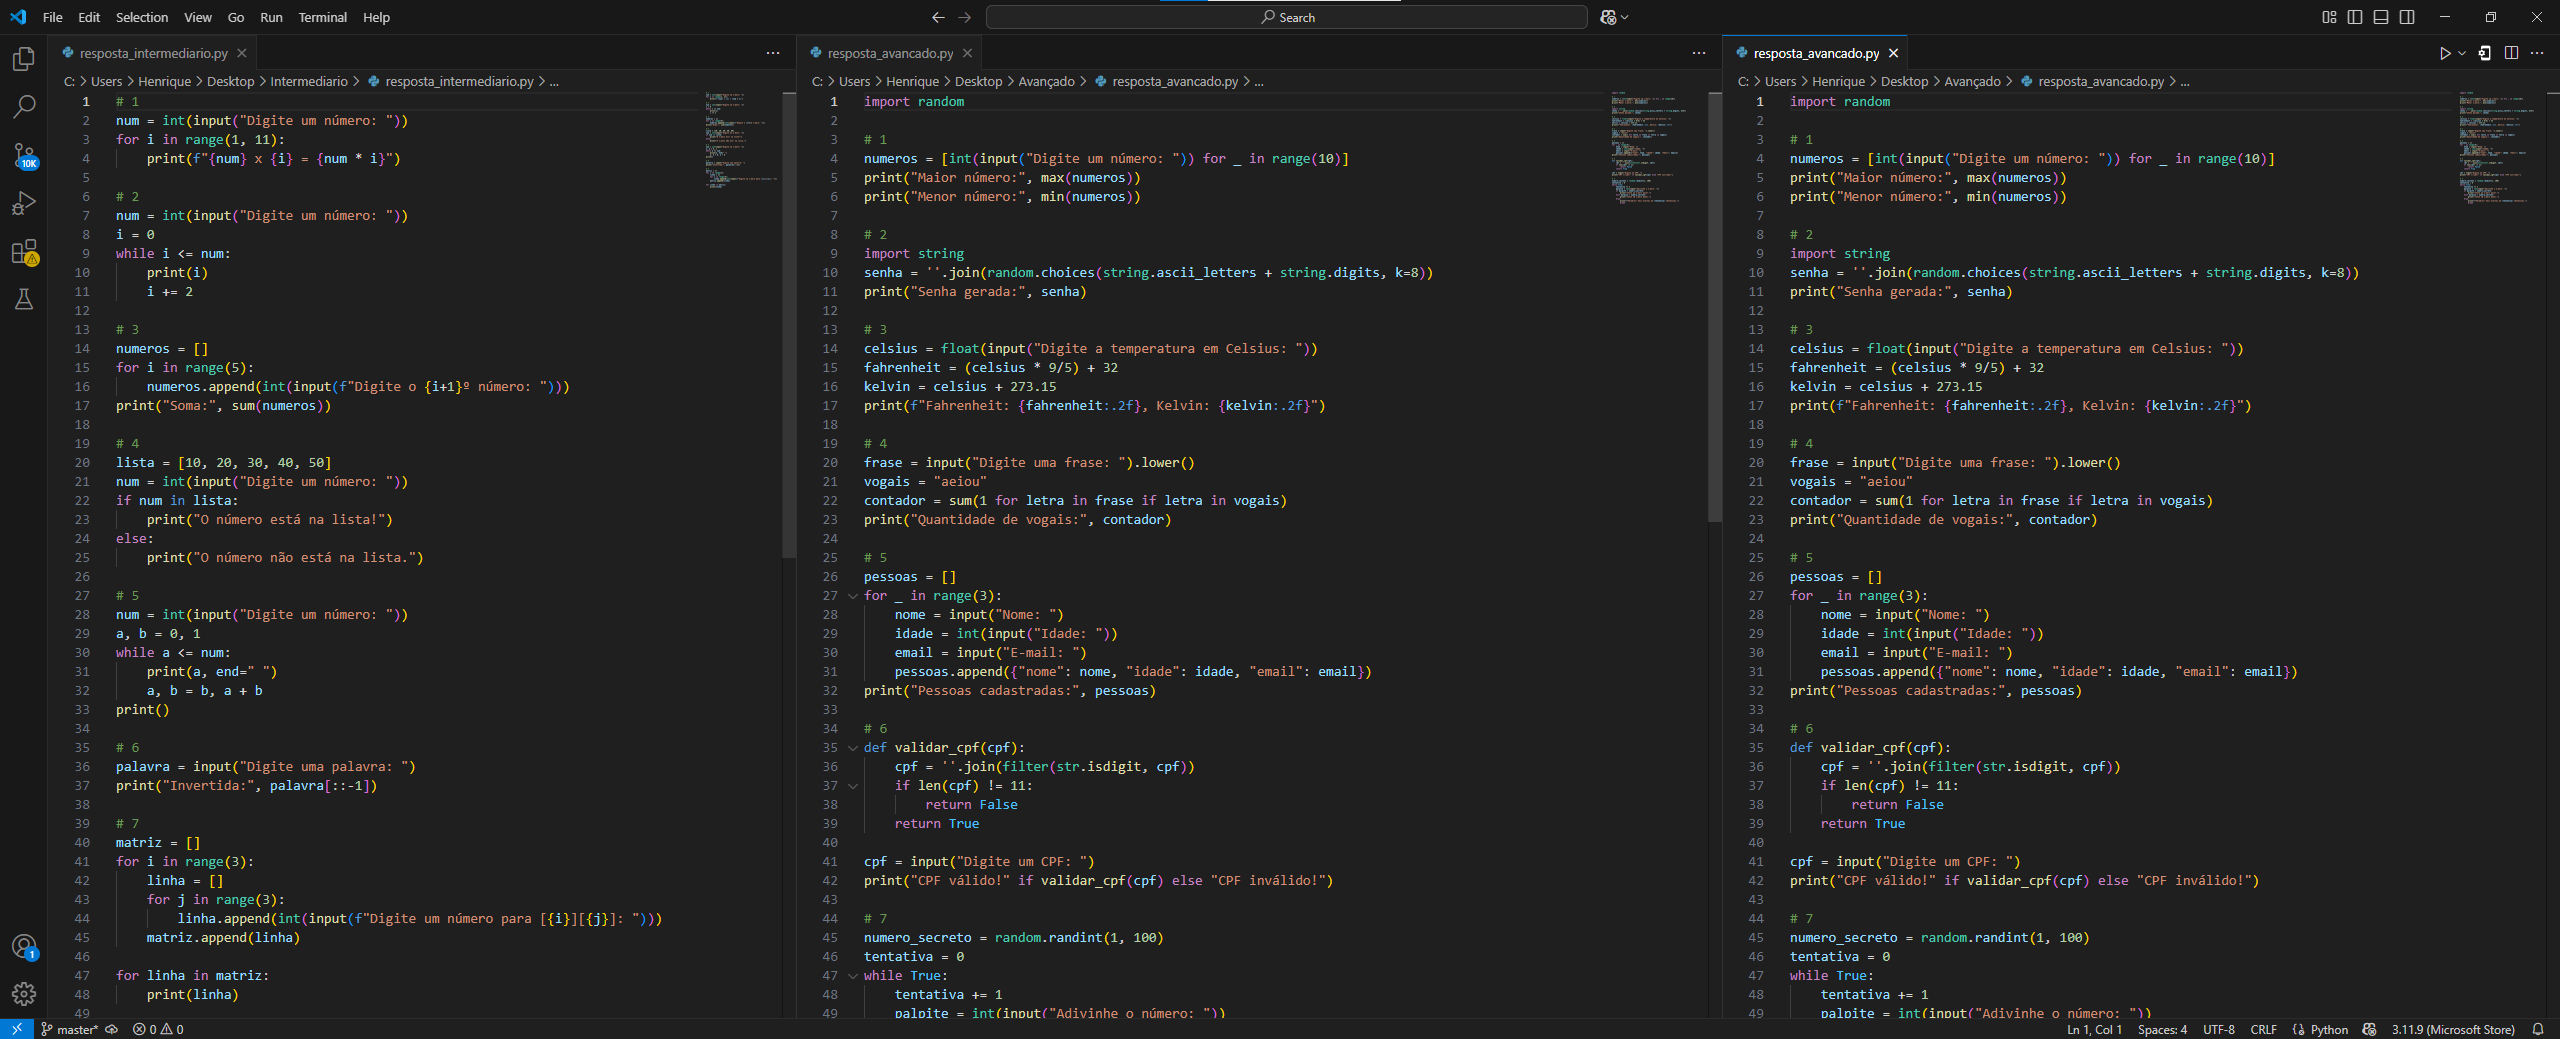 File Edit Selection View Go Run Terminal Help
Search
resposta_intermediario.py
C: > Users > Henrique > Desktop > Intermediario > resposta_intermediario.py > ...
1 # 1
2 num = int(input("Digite um número: "))
3 for i in range(1, 11):
4 print(f"{num} x {i} = {num * i}")
5
6 # 2
7 num = int(input("Digite um número: "))
8 i = 0
9 while i <= num:
10 print(i)
11 i += 2
12
13 # 3
14 numeros = []
15 for i in range(5):
16 numeros.append(int(input(f"Digite o {i+1}º número: ")))
17 print("Soma:", sum(numeros))
18
19 # 4
20 lista = [10, 20, 30, 40, 50]
21 num = int(input("Digite um número: "))
22 if num in lista:
23 print("O número está na lista!")
24 else:
25 print("O número não está na lista.")
26
27 # 5
28 num = int(input("Digite um número: "))
29 a, b = 0, 1
30 while a <= num:
31 print(a, end=" ")
32 a, b = b, a + b
33 print()
34
35 # 6
36 palavra = input("Digite uma palavra: ")
37 print("Invertida:", palavra[::-1])
38
39 # 7
40 matriz = []
41 for i in range(3):
42 linha = []
43 for j in range(3):
44 linha.append(int(input(f"Digite um número para [{i}][{j}]: ")))
45 matriz.append(linha)
46
47 for linha in matriz:
48 print(linha)
49
resposta_avancado.py
C: > Users > Henrique > Desktop > Avançado > resposta_avancado.py > ...
1 import random
2
3 # 1
4 numeros = [int(input("Digite um número: ")) for _ in range(10)]
5 print("Maior número:", max(numeros))
6 print("Menor número:", min(numeros))
7
8 # 2
9 import string
10 senha = ''.join(random.choices(string.ascii_letters + string.digits, k=8))
11 print("Senha gerada:", senha)
12
13 # 3
14 celsius = float(input("Digite a temperatura em Celsius: "))
15 fahrenheit = (celsius * 9/5) + 32
16 kelvin = celsius + 273.15
17 print(f"Fahrenheit: {fahrenheit:.2f}, Kelvin: {kelvin:.2f}")
18
19 # 4
20 frase = input("Digite uma frase: ").lower()
21 vogais = "aeiou"
22 contador = sum(1 for letra in frase if letra in vogais)
23 print("Quantidade de vogais:", contador)
24
25 # 5
26 pessoas = []
27 for _ in range(3):
28 nome = input("Nome: ")
29 idade = int(input("Idade: "))
30 email = input("E-mail: ")
31 pessoas.append({"nome": nome, "idade": idade, "email": email})
32 print("Pessoas cadastradas:", pessoas)
33
34 # 6
35 def validar_cpf(cpf):
36 cpf = ''.join(filter(str.isdigit, cpf))
37 if len(cpf) != 11:
38 return False
39 return True
40
41 cpf = input("Digite um CPF: ")
42 print("CPF válido!" if validar_cpf(cpf) else "CPF inválido!")
43
44 # 7
45 numero_secreto = random.randint(1, 100)
46 tentativa = 0
47 while True:
48 tentativa += 1
49 palpite = int(input("Adivinhe o número: "))
resposta_avancado.py
C: > Users > Henrique > Desktop > Avançado > resposta_avancado.py > ...
1 import random
2
3 # 1
4 numeros = [int(input("Digite um número: ")) for _ in range(10)]
5 print("Maior número:", max(numeros))
6 print("Menor número:", min(numeros))
7
8 # 2
9 import string
10 senha = ''.join(random.choices(string.ascii_letters + string.digits, k=8))
11 print("Senha gerada:", senha)
12
13 # 3
14 celsius = float(input("Digite a temperatura em Celsius: "))
15 fahrenheit = (celsius * 9/5) + 32
16 kelvin = celsius + 273.15
17 print(f"Fahrenheit: {fahrenheit:.2f}, Kelvin: {kelvin:.2f}")
18
19 # 4
20 frase = input("Digite uma frase: ").lower()
21 vogais = "aeiou"
22 contador = sum(1 for letra in frase if letra in vogais)
23 print("Quantidade de vogais:", contador)
24
25 # 5
26 pessoas = []
27 for _ in range(3):
28 nome = input("Nome: ")
29 idade = int(input("Idade: "))
30 email = input("E-mail: ")
31 pessoas.append({"nome": nome, "idade": idade, "email": email})
32 print("Pessoas cadastradas:", pessoas)
33
34 # 6
35 def validar_cpf(cpf):
36 cpf = ''.join(filter(str.isdigit, cpf))
37 if len(cpf) != 11:
38 return False
39 return True
40
41 cpf = input("Digite um CPF: ")
42 print("CPF válido!" if validar_cpf(cpf) else "CPF inválido!")
43
44 # 7
45 numero_secreto = random.randint(1, 100)
46 tentativa = 0
47 while True:
48 tentativa += 1
49 palpite = int(input("Adivinhe o número: "))
10K
1
master* 0 0
Ln 1, Col 1 Spaces: 4 UTF-8 CRLF Python 3.11.9 (Microsoft Store)